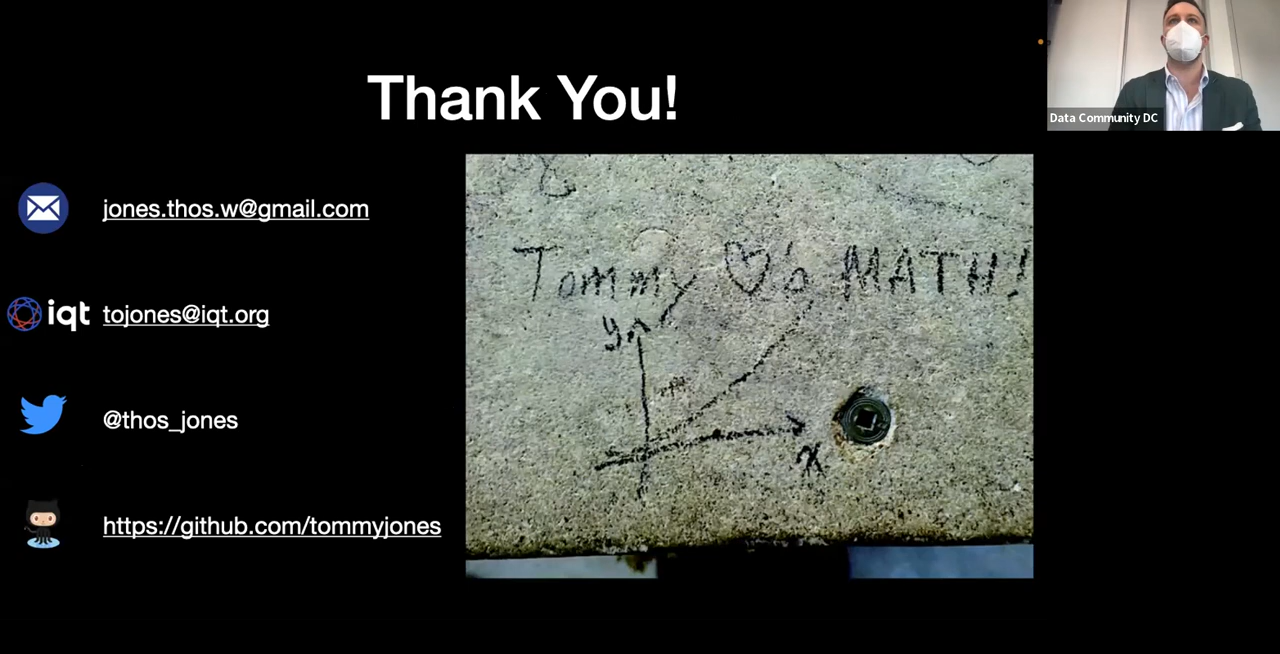 Thank You!
Data Community DC
jones.thos.w@gmail.com
iqt tojones@iqt.org
@thos_jones
https://github.com/tommyjones
Tommy ♡'s MATH!
y
x